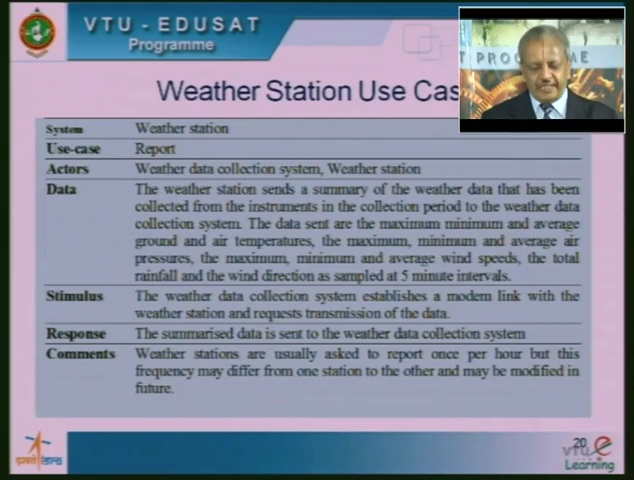 VTU - EDUSAT
Programme
T PROGRAMME
Weather Station Use Cas
System Weather station
Use-case Report
Actors Weather data collection system, Weather station
Data The weather station sends a summary of the weather data that has been
collected from the instruments in the collection period to the weather data
collection system. The data sent are the maximum minimum and average
ground and air temperatures, the maximum, minimum and average air
pressures, the maximum, minimum and average wind speeds, the total
rainfall and the wind direction as sampled at 5 minute intervals.
Stimulus The weather data collection system establishes a modem link with the
weather station and requests transmission of the data.
Response The summarised data is sent to the weather data collection system
Comments Weather stations are usually asked to report once per hour but this
frequency may differ from one station to the other and may be modified in
future.
20
VTU e
Learning